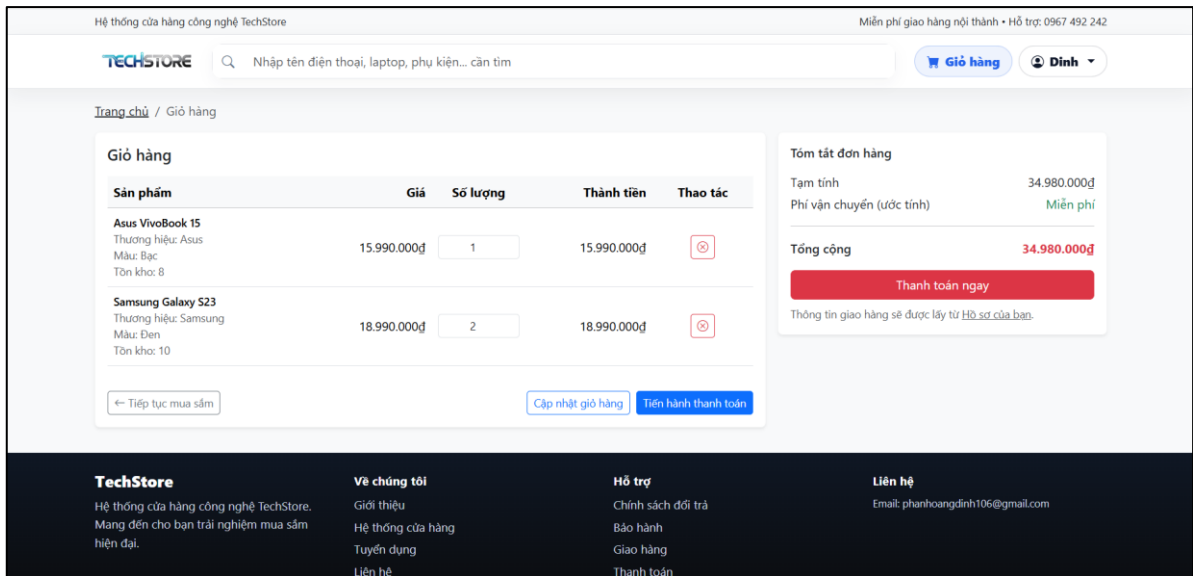 Hệ thống cửa hàng công nghệ TechStore
Miễn phí giao hàng nội thành • Hỗ trợ: 0967 492 242
TECHSTORE
Nhập tên điện thoại, laptop, phụ kiện... cần tìm
Giỏ hàng
Dinh
Trang chủ / Giỏ hàng
Giỏ hàng
Sản phẩm Giá Số lượng Thành tiền Thao tác
Asus VivoBook 15
Thương hiệu: Asus
Màu: Bạc
Tồn kho: 8
15.990.000₫ 1 15.990.000₫
Samsung Galaxy S23
Thương hiệu: Samsung
Màu: Đen
Tồn kho: 10
18.990.000₫ 2 18.990.000₫
← Tiếp tục mua sắm
Cập nhật giỏ hàng
Tiến hành thanh toán
Tóm tắt đơn hàng
Tạm tính 34.980.000₫
Phí vận chuyển (ước tính) Miễn phí
Tổng cộng 34.980.000₫
Thanh toán ngay
Thông tin giao hàng sẽ được lấy từ Hồ sơ của bạn.
TechStore
Hệ thống cửa hàng công nghệ TechStore.
Mang đến cho bạn trải nghiệm mua sắm
hiện đại.
Về chúng tôi
Giới thiệu
Hệ thống cửa hàng
Tuyển dụng
Liên hệ
Hỗ trợ
Chính sách đổi trả
Bảo hành
Giao hàng
Thanh toán
Liên hệ
Email: phanhoangdinh106@gmail.com